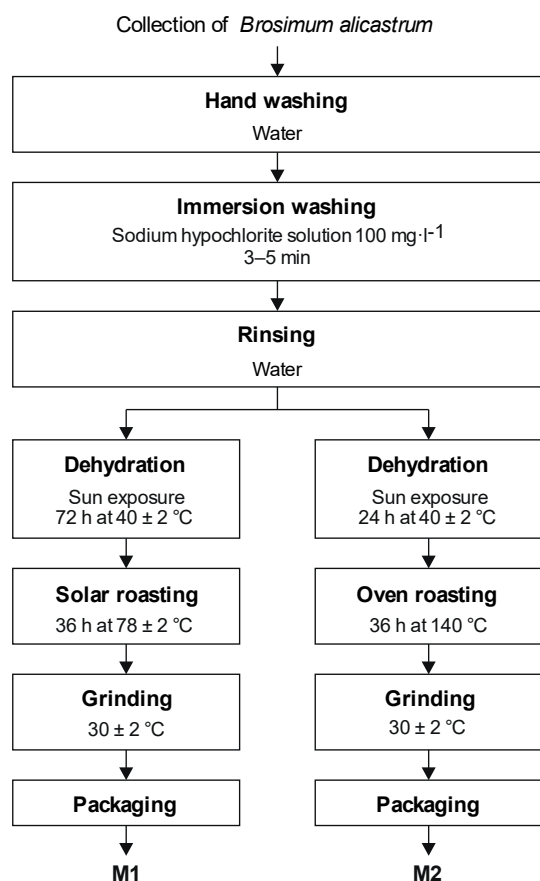 Collection of Brosimum alicastrum
Hand washing
Water
Immersion washing
Sodium hypochlorite solution 100 mg·l-1
3–5 min
Rinsing
Water
Dehydration
Sun exposure
72 h at 40 ± 2 °C
Solar roasting
36 h at 78 ± 2 °C
Grinding
30 ± 2 °C
Packaging
M1
Dehydration
Sun exposure
24 h at 40 ± 2 °C
Oven roasting
36 h at 140 °C
Grinding
30 ± 2 °C
Packaging
M2